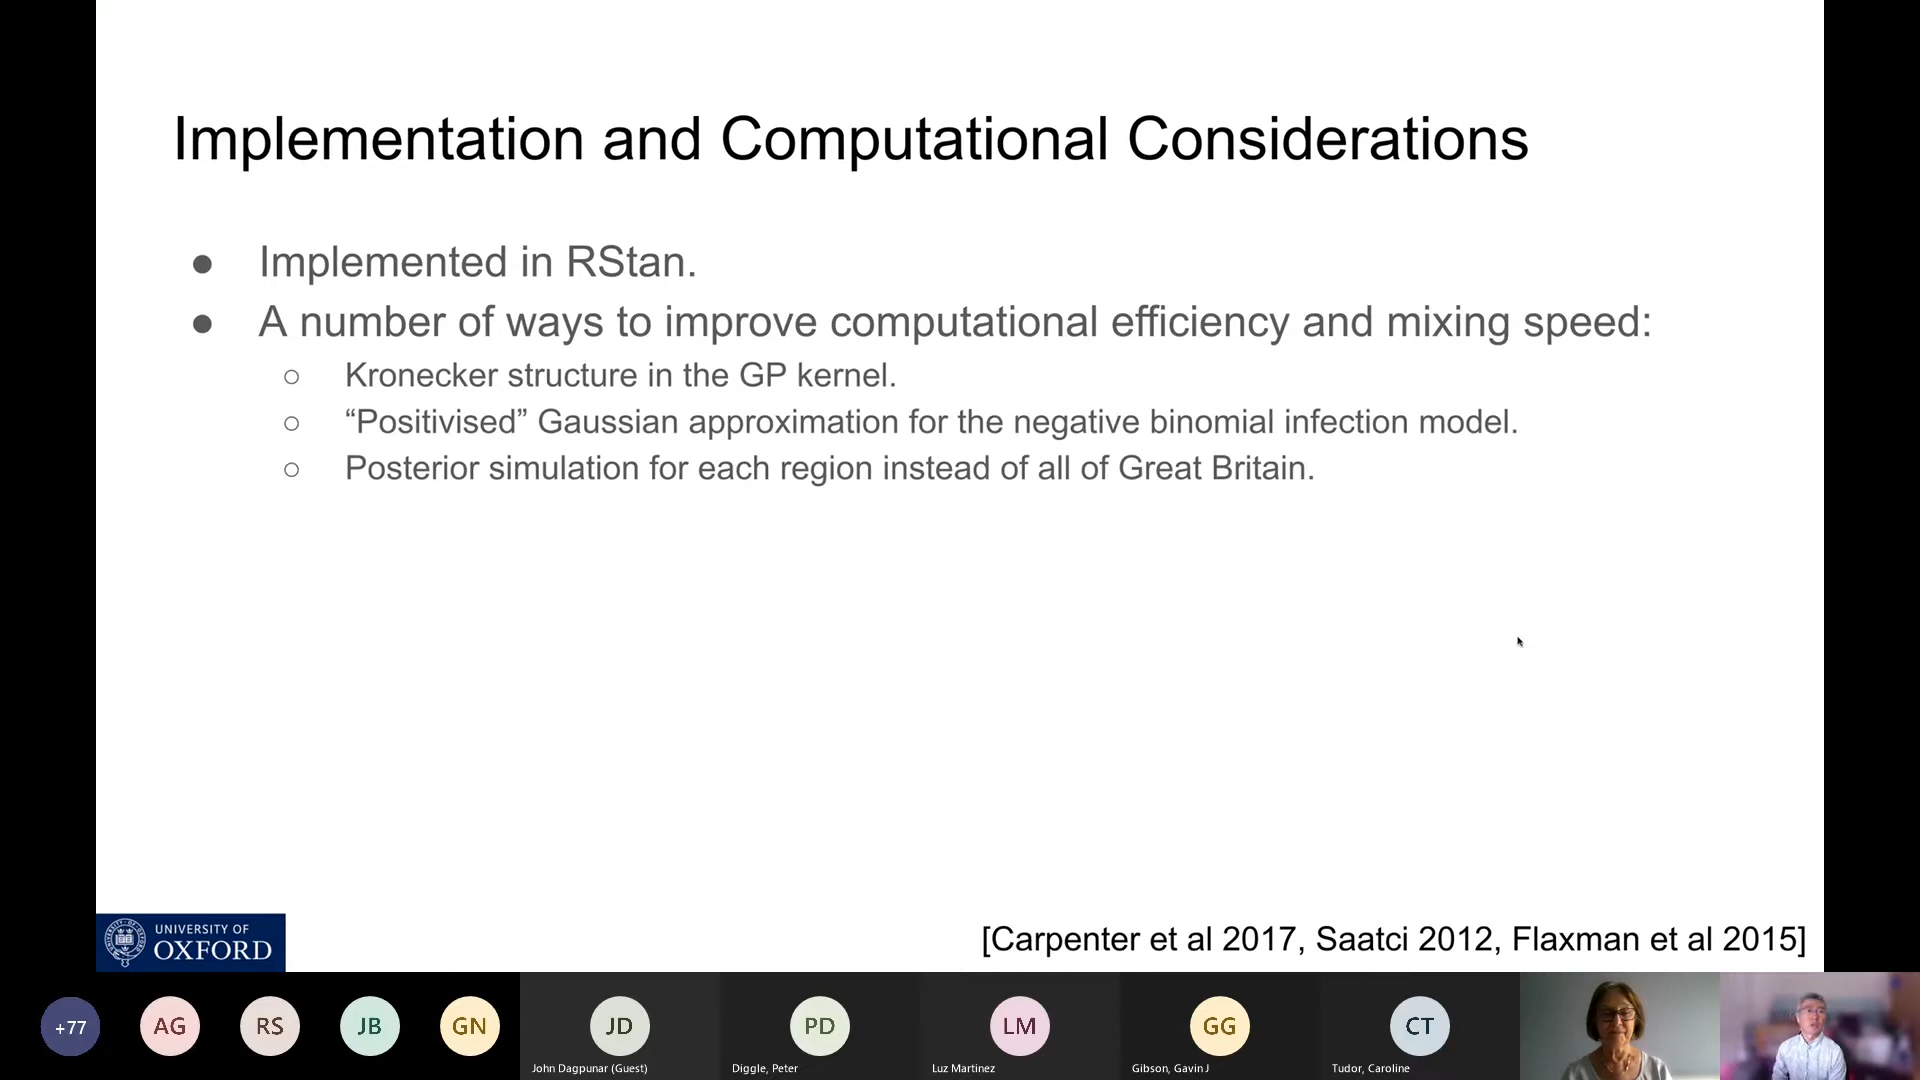 Implementation and Computational Considerations
● Implemented in RStan.
● A number of ways to improve computational efficiency and mixing speed:
○ Kronecker structure in the GP kernel.
○ “Positivised” Gaussian approximation for the negative binomial infection model.
○ Posterior simulation for each region instead of all of Great Britain.
UNIVERSITY OF
OXFORD
[Carpenter et al 2017, Saatci 2012, Flaxman et al 2015]
+77 AG RS JB GN JD PD LM GG CT
John Dagpunar (Guest) Diggle, Peter Luz Martinez Gibson, Gavin J Tudor, Caroline